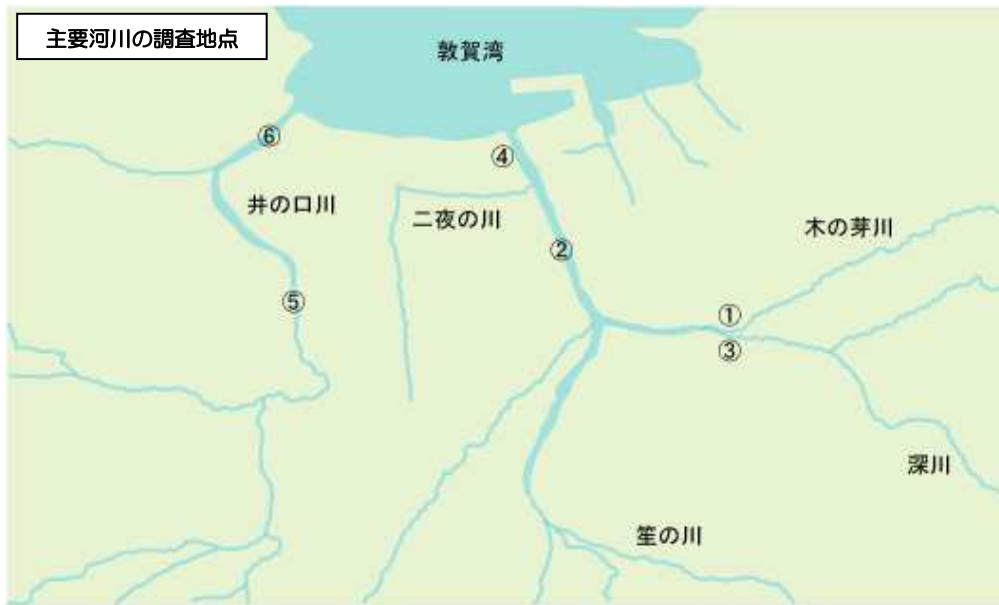 主要河川の調査地点
敦賀湾
⑥
④
井の口川
二夜の川
木の芽川
②
⑤
①
③
深川
笙の川